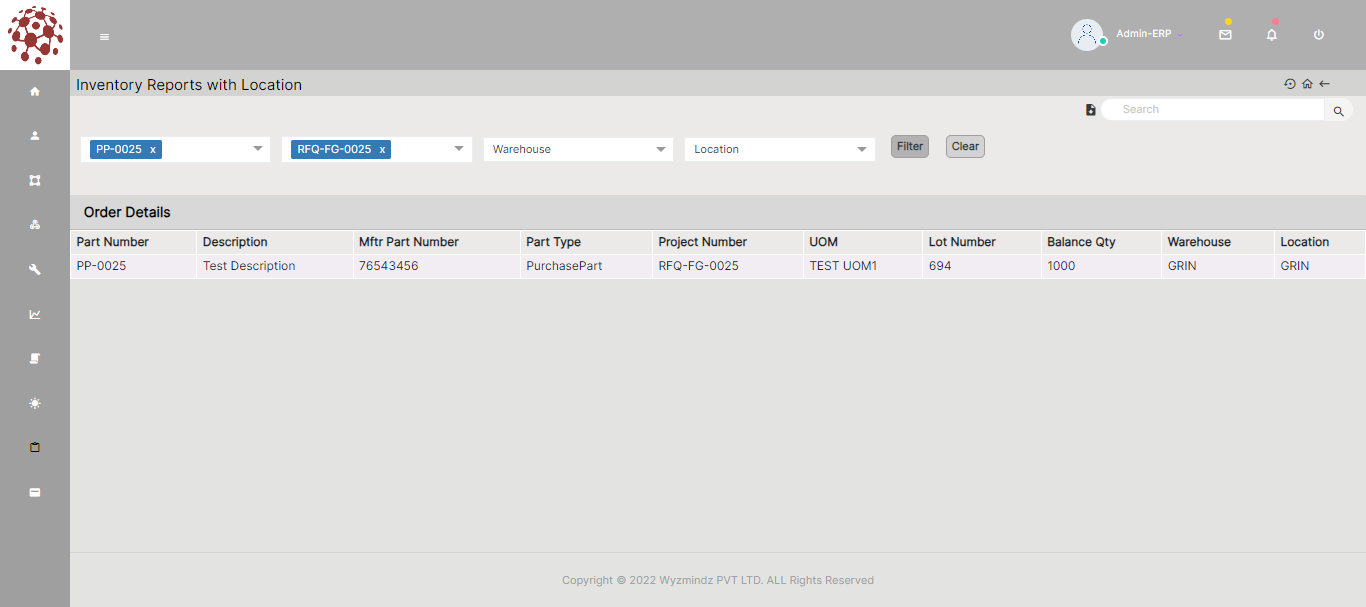 Admin-ERP
Inventory Reports with Location
Search
PP-0025 x RFQ-FG-0025 x Warehouse Location Filter Clear
Order Details
Part Number Description Mftr Part Number Part Type Project Number UOM Lot Number Balance Qty Warehouse Location
PP-0025 Test Description 76543456 PurchasePart RFQ-FG-0025 TEST UOM1 694 1000 GRIN GRIN
Copyright © 2022 Wyzmindz PVT LTD. ALL Rights Reserved